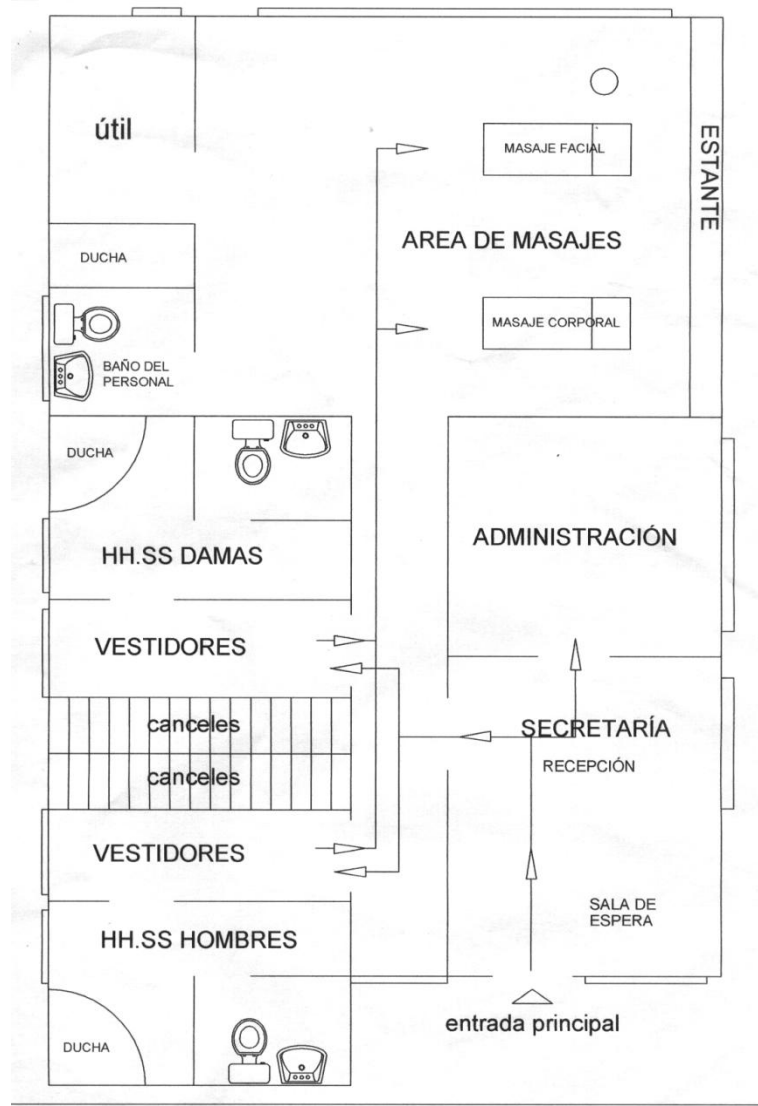 útil
MASAJE FACIAL
ESTANTE
AREA DE MASAJES
DUCHA
MASAJE CORPORAL
BAÑO DEL
PERSONAL
DUCHA
ADMINISTRACIÓN
HH.SS DAMAS
VESTIDORES
canceles
SECRETARÍA
RECEPCIÓN
canceles
VESTIDORES
SALA DE
ESPERA
HH.SS HOMBRES
entrada principal
DUCHA